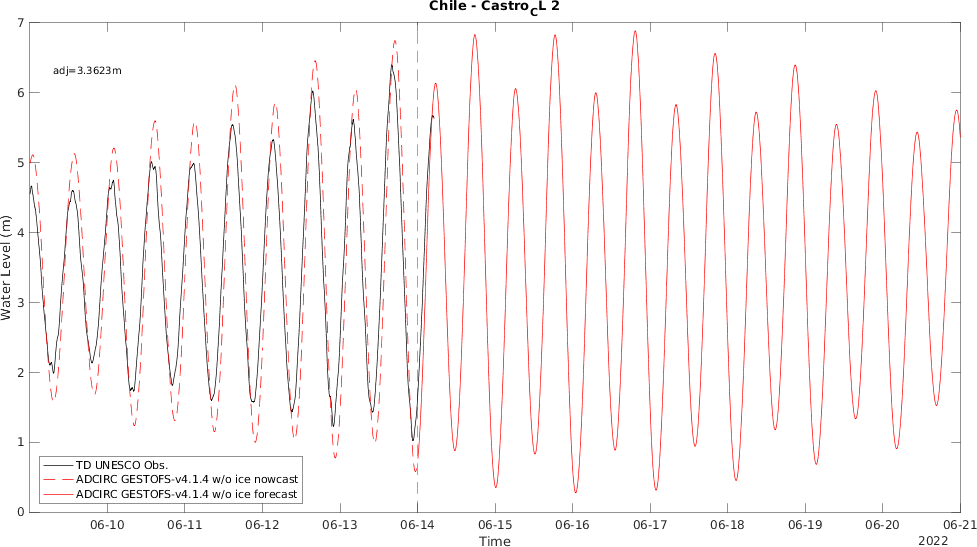 Chile - CastroCL 2
adj=3.3623m
Water Level (m)
7
6
5
4
3
2
1
0
TD UNESCO Obs.
ADCIRC GESTOFS-v4.1.4 w/o ice nowcast
ADCIRC GESTOFS-v4.1.4 w/o ice forecast
06-10 06-11 06-12 06-13 06-14 06-15 06-16 06-17 06-18 06-19 06-20 06-21
Time
2022